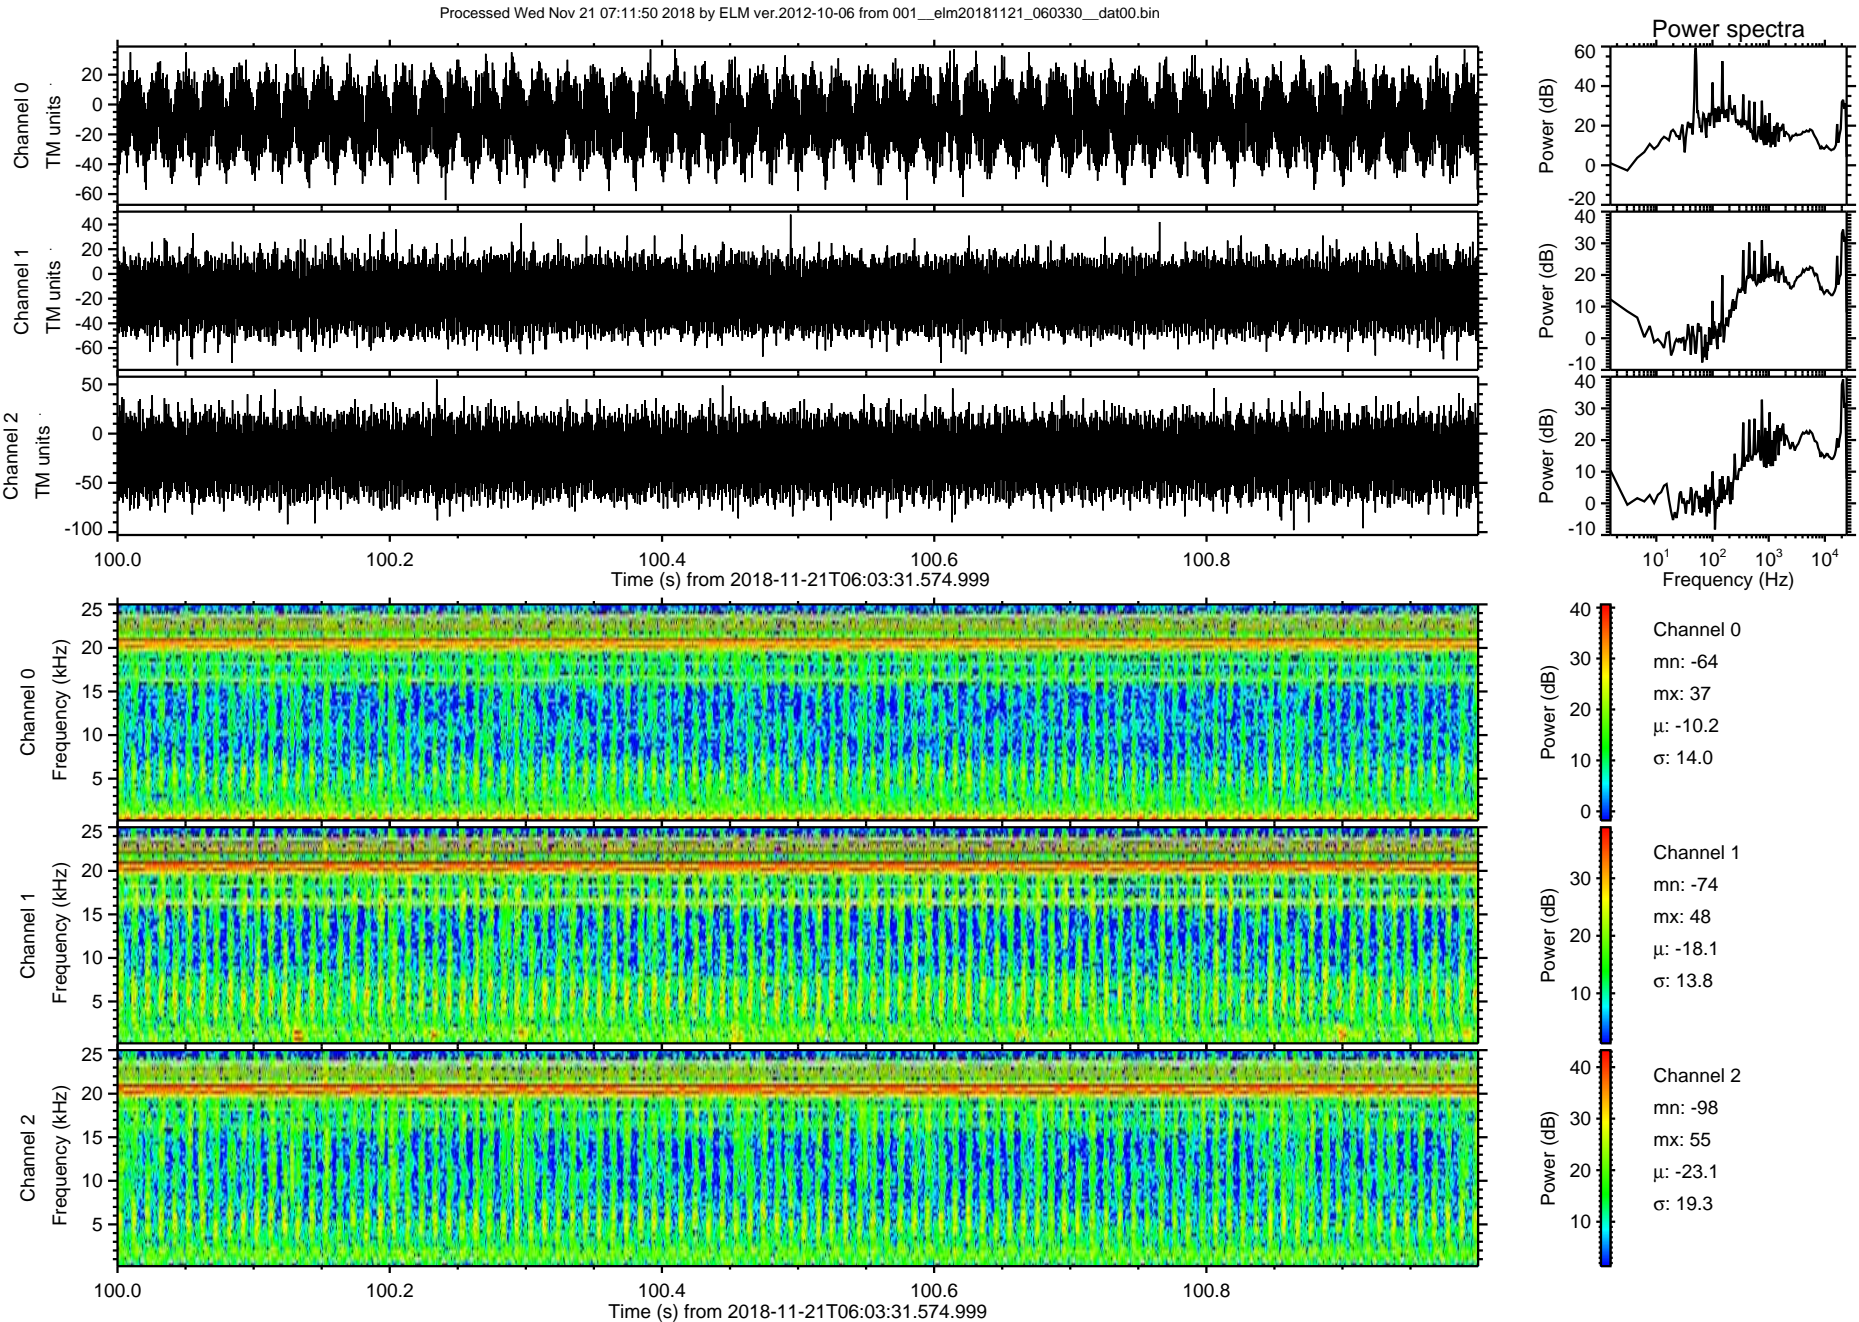 Processed Wed Nov 21 07:11:50 2018 by ELM ver.2012-10-06 from 001__elm20181121_060330__dat00.bin
Power spectra
Channel 0
TM units
20
0
-20
-40
-60
Power (dB)
60
40
20
0
-20
Channel 1
TM units
40
20
0
-20
-40
-60
Power (dB)
40
30
20
10
0
-10
Channel 2
TM units
50
0
-50
-100
Power (dB)
40
30
20
10
0
-10
100.0
100.2
100.4
100.6
100.8
Time (s) from 2018-11-21T06:03:31.574.999
10^1
10^2
10^3
10^4
Frequency (Hz)
Channel 0
Frequency (kHz)
25
20
15
10
5
Power (dB)
40
30
20
10
0
Channel 0
mn: -64
mx: 37
μ: -10.2
σ: 14.0
Channel 1
Frequency (kHz)
25
20
15
10
5
Power (dB)
30
20
10
Channel 1
mn: -74
mx: 48
μ: -18.1
σ: 13.8
Channel 2
Frequency (kHz)
25
20
15
10
5
Power (dB)
40
30
20
10
Channel 2
mn: -98
mx: 55
μ: -23.1
σ: 19.3
100.0
100.2
100.4
100.6
100.8
Time (s) from 2018-11-21T06:03:31.574.999